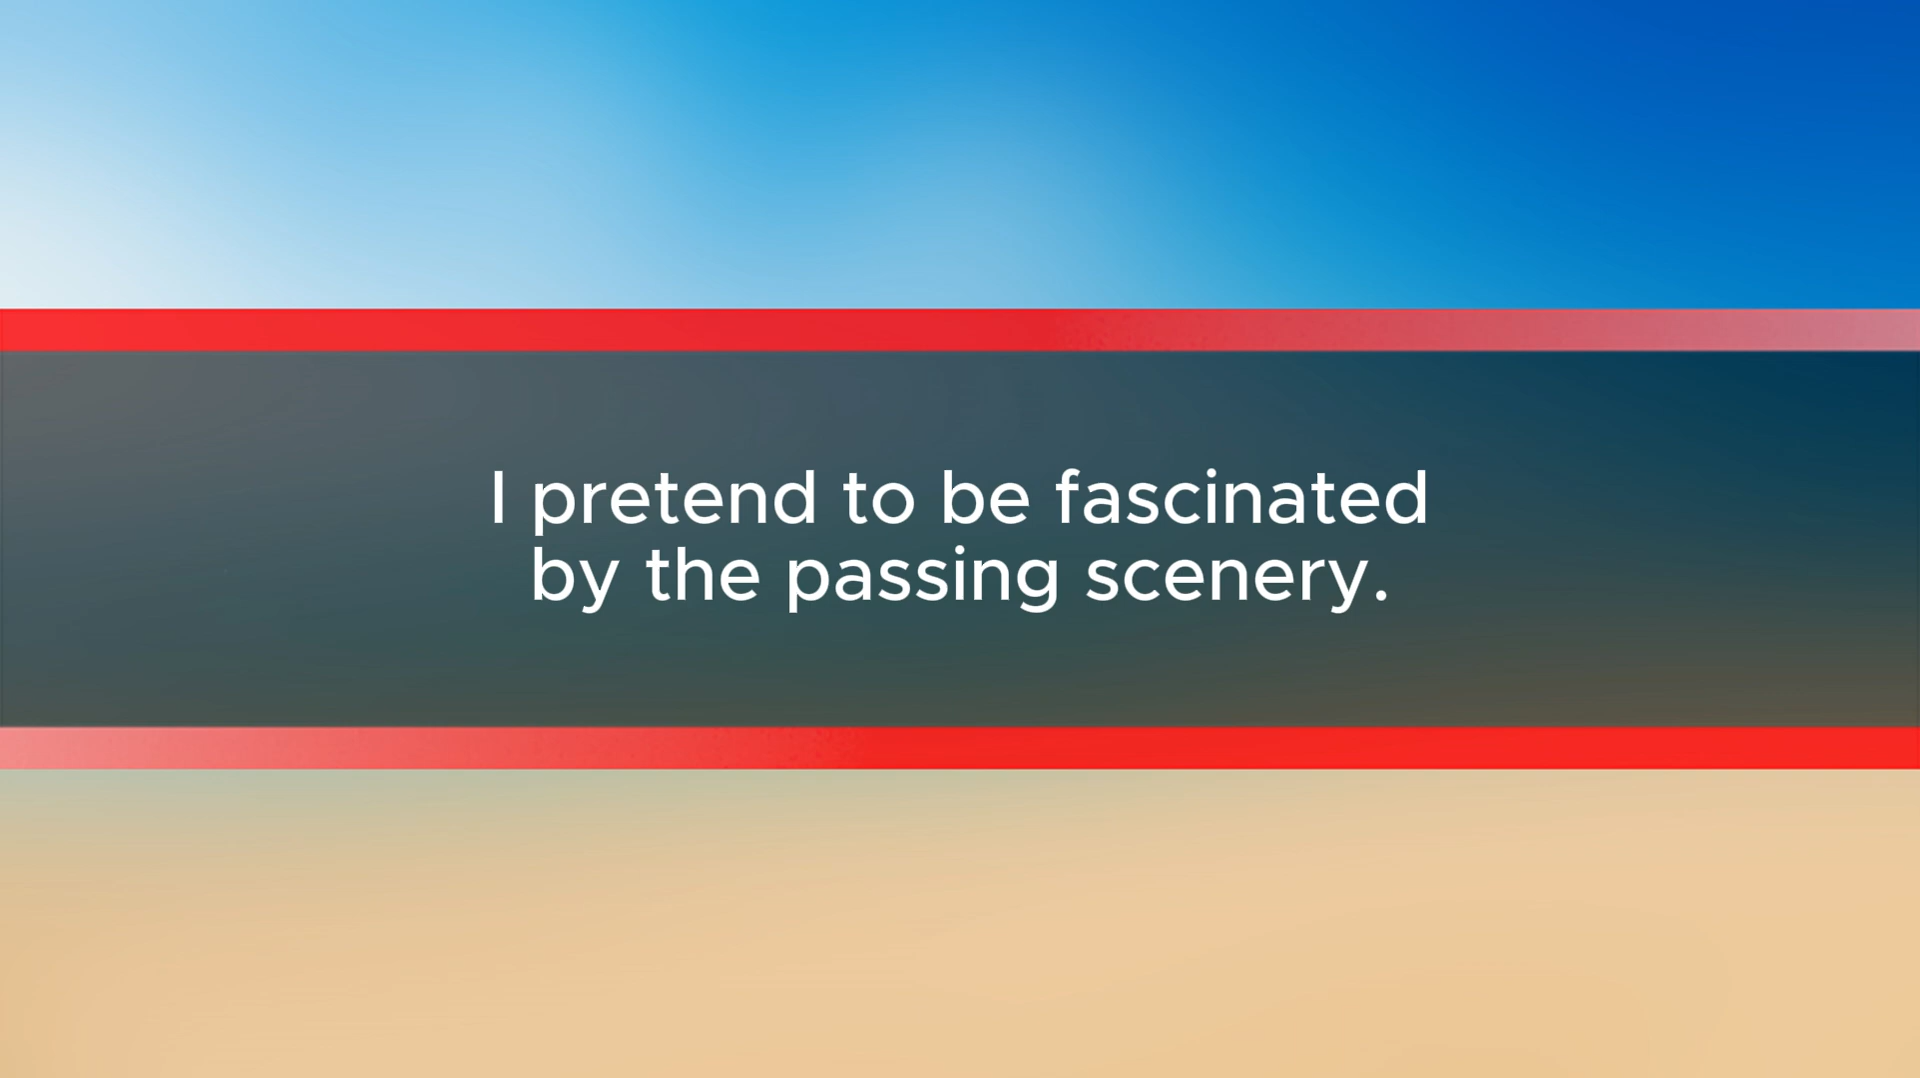 I pretend to be fascinated
by the passing scenery.